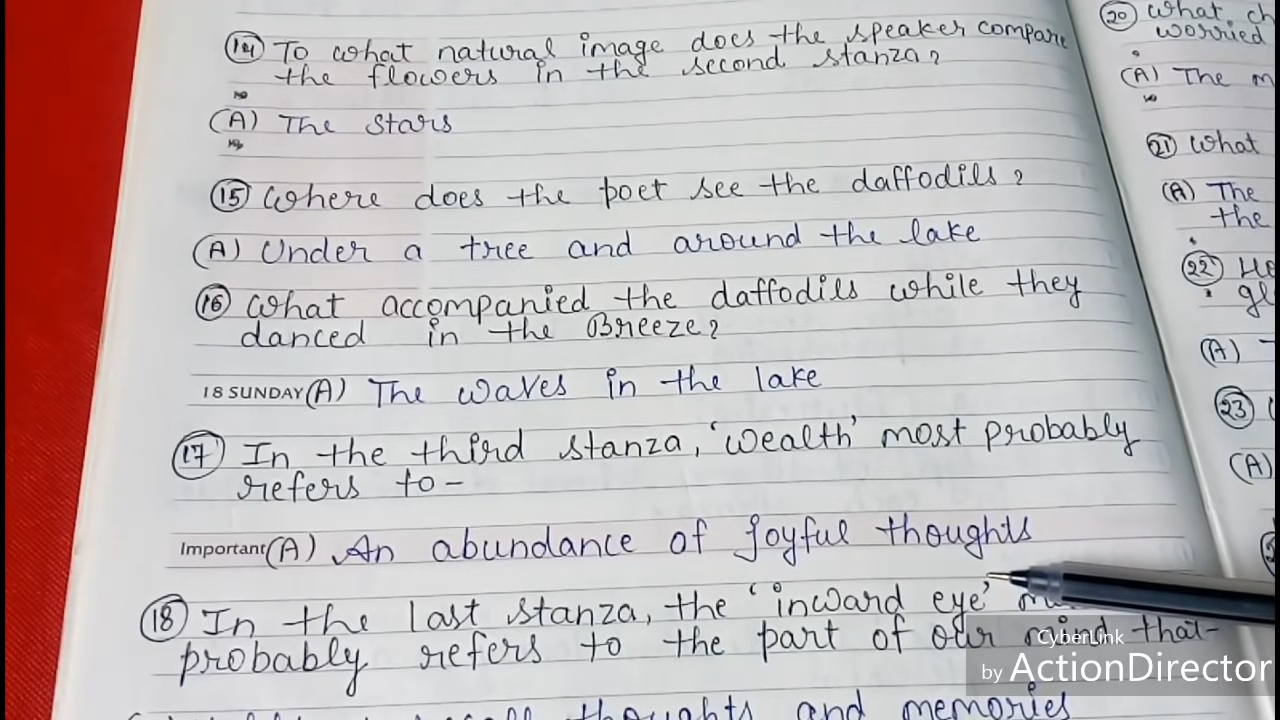 (14) To what natural image does the speaker compare
the flowers in the second stanza?
(A) The stars
(15) Where does the poet see the daffodils?
(A) Under a tree and around the lake
(16) What accompanied the daffodils while they
danced in the Breeze?
18 SUNDAY (A) The waves in the lake
(17) In the third stanza, 'wealth' most probably
refers to-
Important (A) An abundance of joyful thoughts
(18) In the last stanza, the 'inward eye'
probably refers to the part of our mind that-
thoughts and memories
(20) What
worried
(A) The
(21) What
(A) The
the
(22)
(A)
(23)
(A)
CyberLink
by ActionDirector